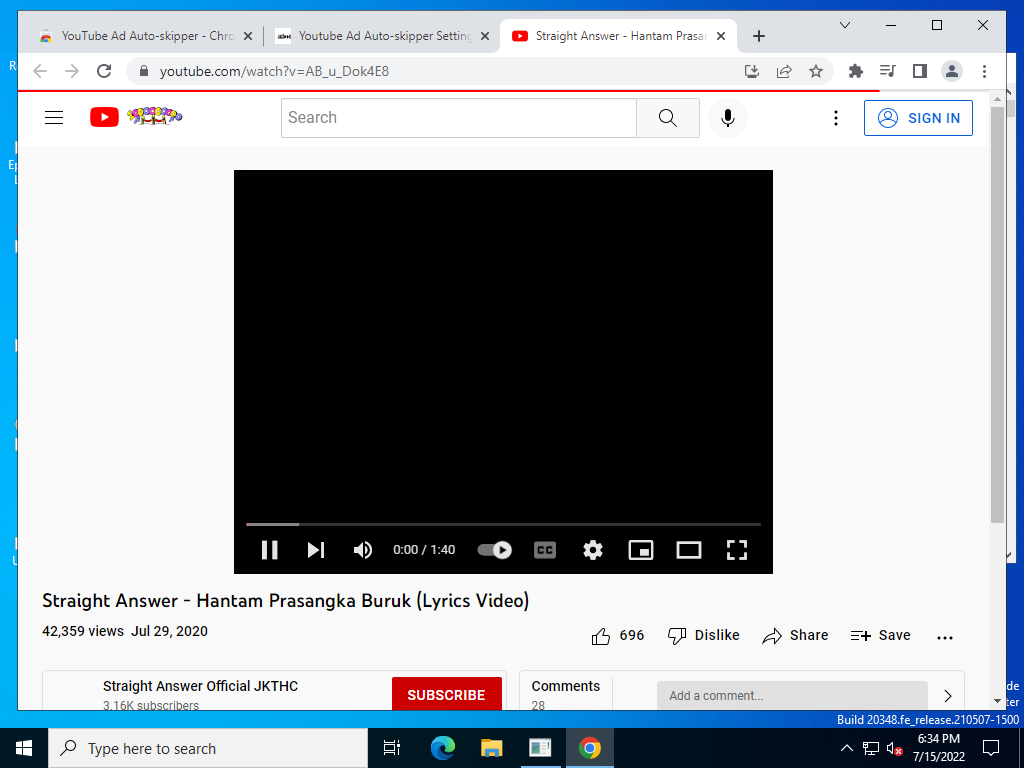 YouTube Ad Auto-skipper - Chro
Youtube Ad Auto-skipper Setting
Straight Answer - Hantam Prasan
youtube.com/watch?v=AB_u_Dok4E8
Search
SIGN IN
0:00 / 1:40
CC
Straight Answer - Hantam Prasangka Buruk (Lyrics Video)
42,359 views Jul 29, 2020
696
Dislike
Share
Save
Straight Answer Official JKTHC
3.16K subscribers
SUBSCRIBE
Comments
28
Add a comment...
Build 20348.fe_release.210507-1500
Type here to search
6:34 PM
7/15/2022